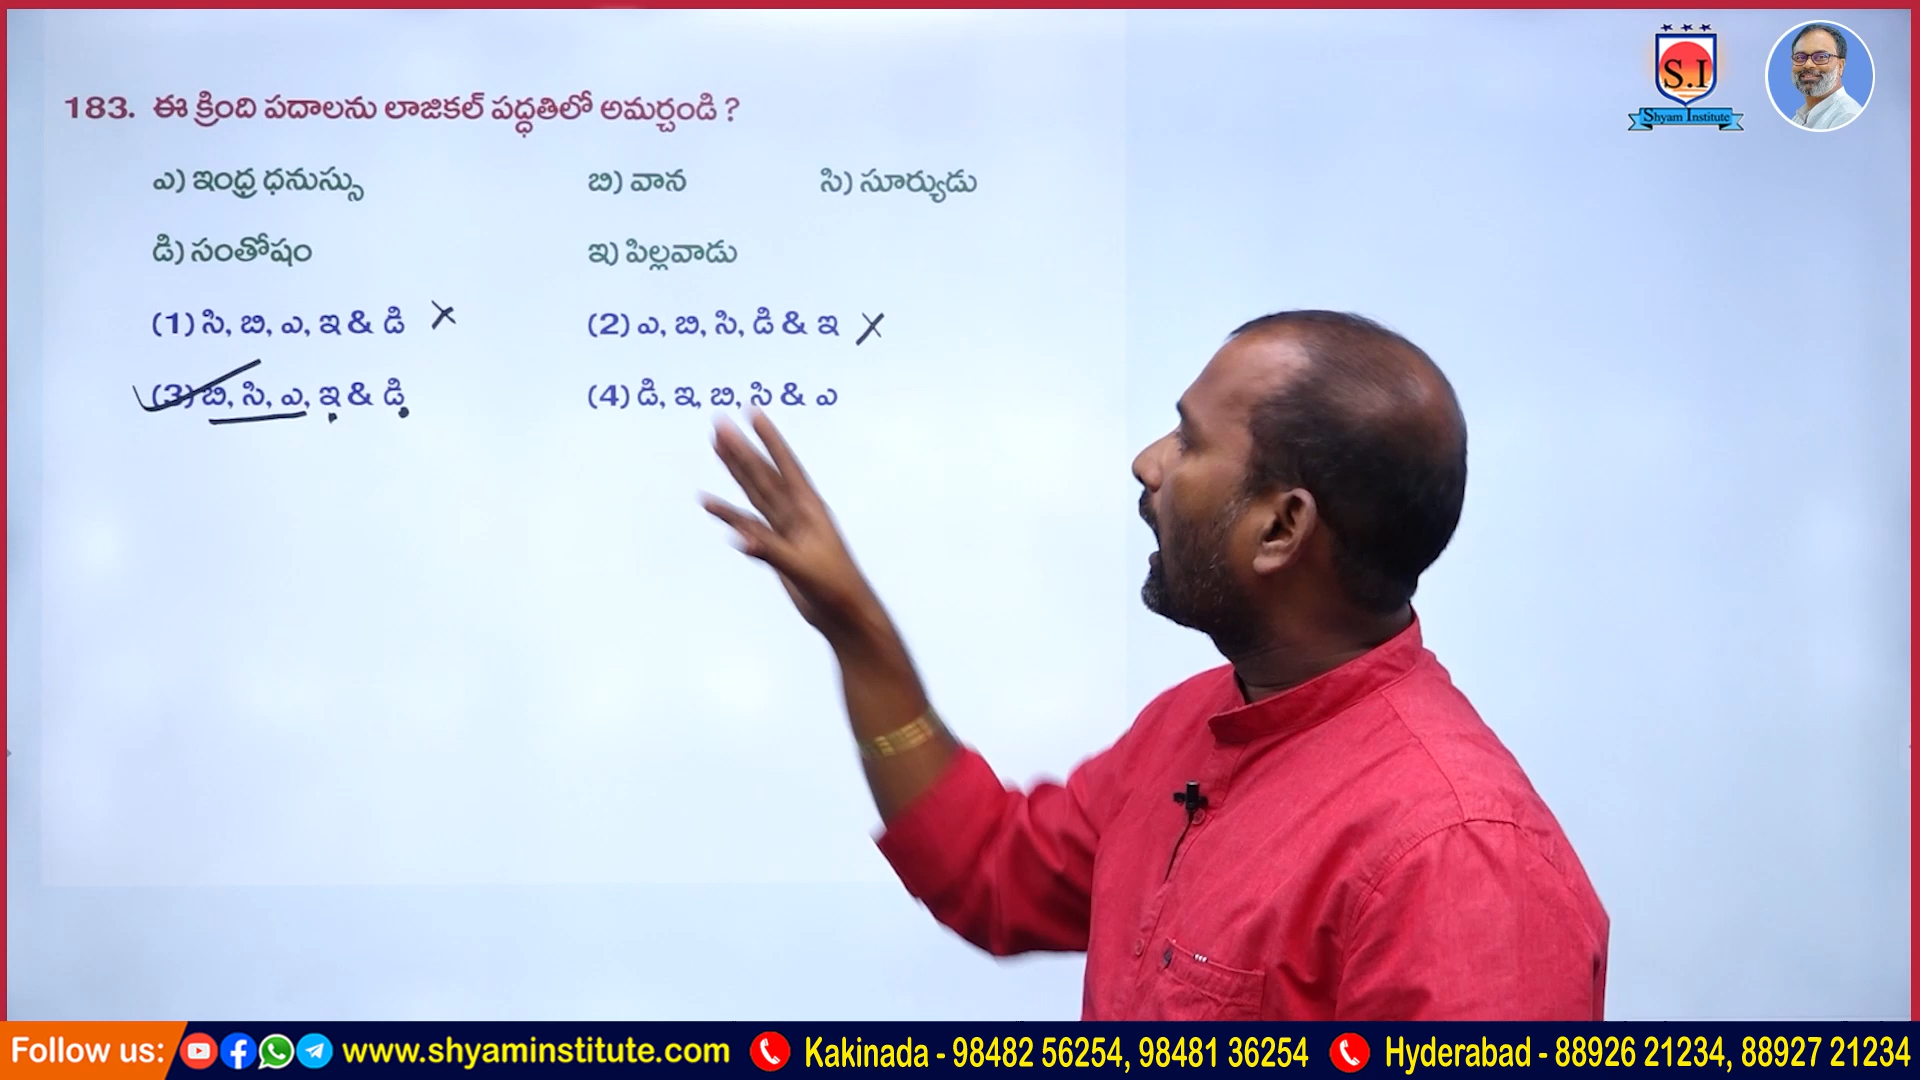 S.I
Shyam Institute
183. ఈ క్రింది పదాలను లాజికల్ పద్ధతిలో అమర్చండి ?
ఎ) ఇంధ్ర ధనుస్సు బి) వాన సి) సూర్యుడు
డి) సంతోషం ఇ) పిల్లవాడు
(1) సి, బి, ఎ, ఇ & డి (2) ఎ, బి, సి, డి & ఇ
(3) బి, సి, ఎ, ఇ & డి (4) డి, ఇ, బి, సి & ఎ
Follow us: www.shyaminstitute.com Kakinada - 98482 56254, 98481 36254 Hyderabad - 88926 21234, 88927 21234